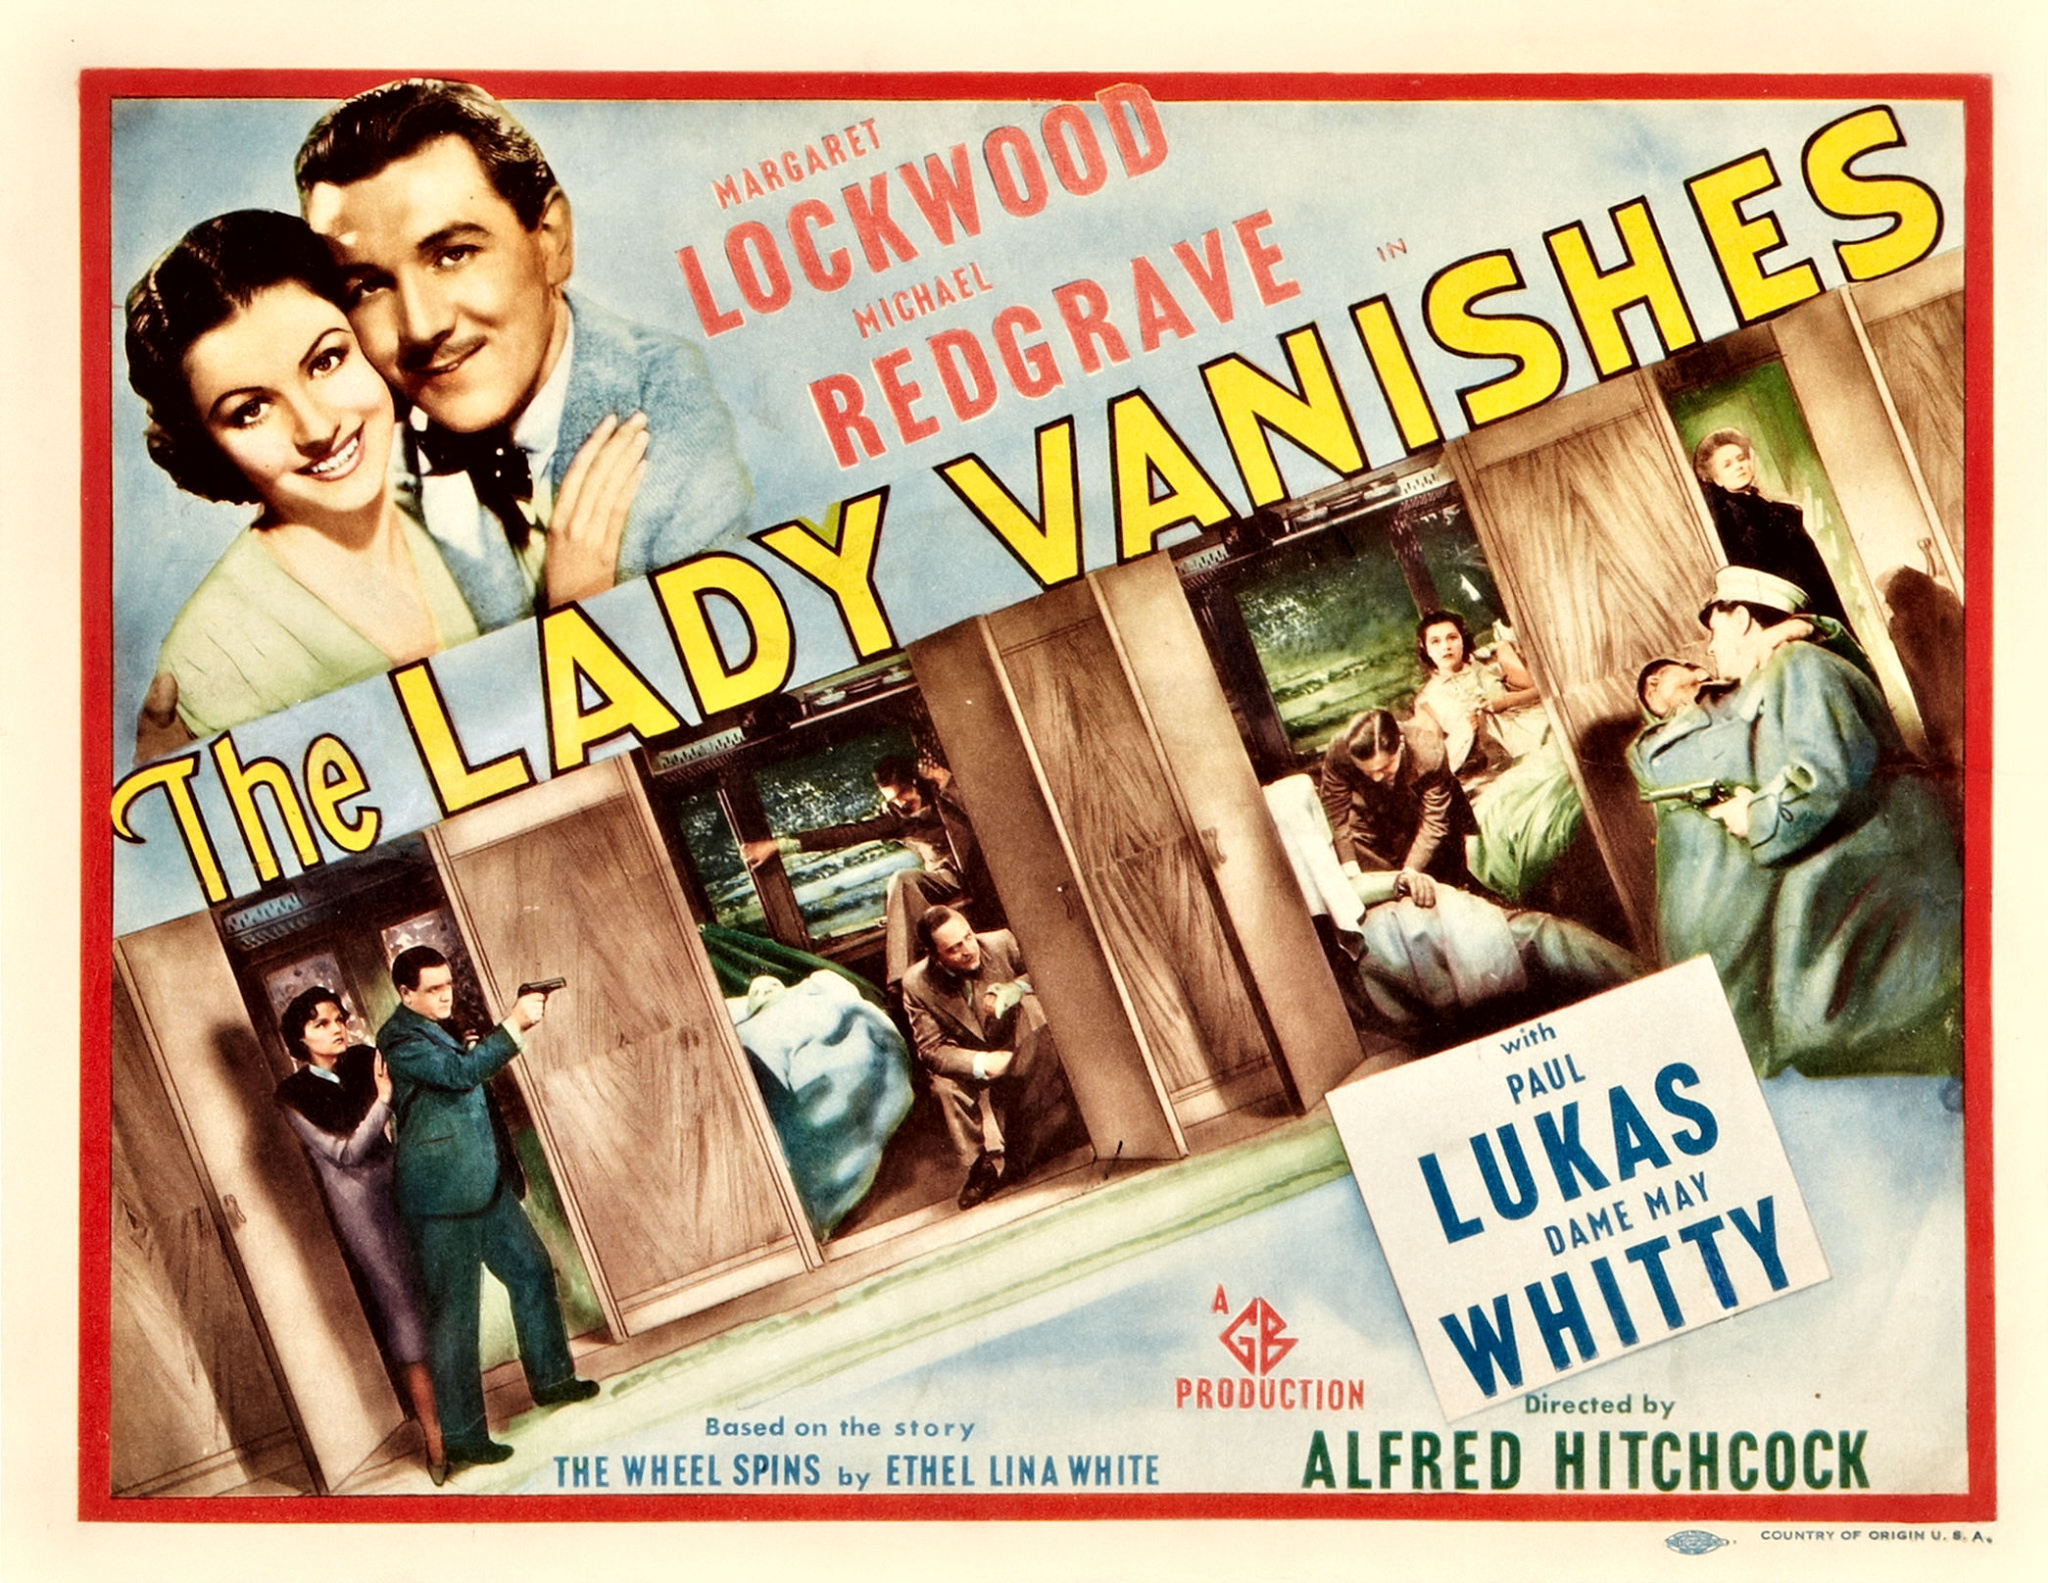 MARGARET
LOCKWOOD
MICHAEL
REDGRAVE
IN
The LADY VANISHES
with
PAUL
LUKAS
DAME MAY
WHITTY
A
GB
PRODUCTION
Directed by
ALFRED HITCHCOCK
Based on the story
THE WHEEL SPINS by ETHEL LINA WHITE
COUNTRY OF ORIGIN U. S. A.